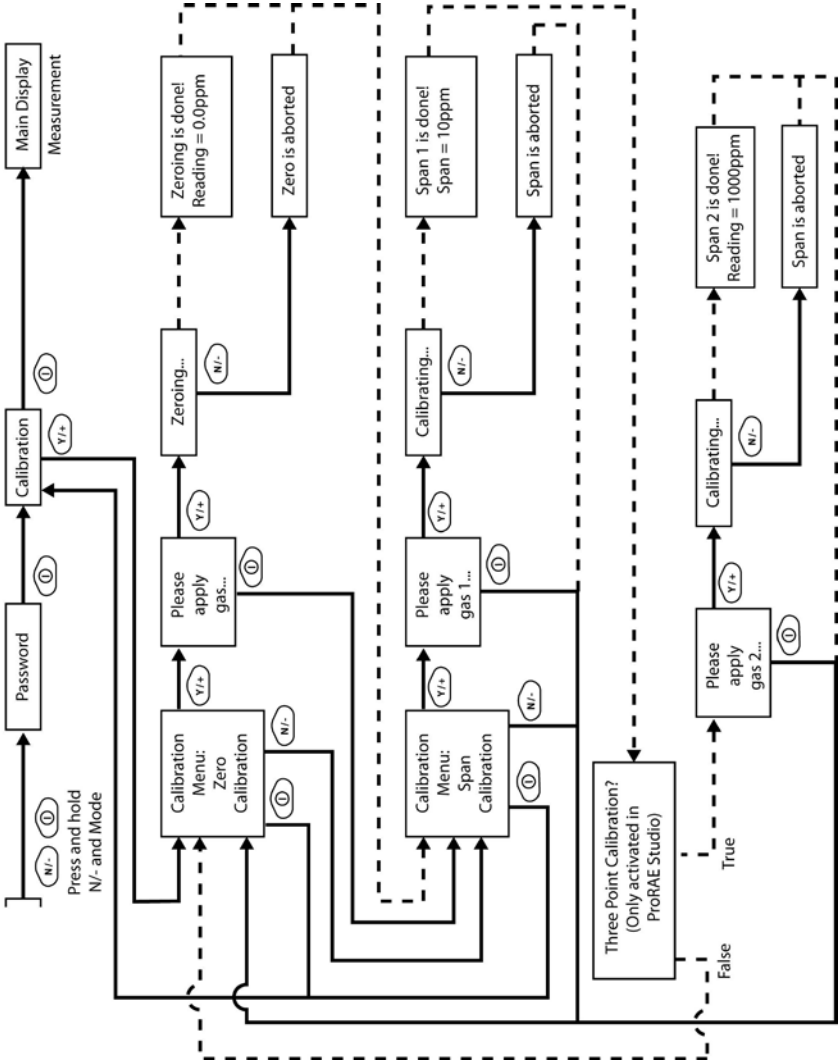 N/-
Press and hold
N/- and Mode
Password
Calibration
Y/+
Main Display
Measurement
Calibration
Menu:
Zero
Calibration
N/-
Y/+
Please
apply
gas...
Y/+
Zeroing...
N/-
Zeroing is done!
Reading = 0.0ppm
Zero is aborted
Calibration
Menu:
Span
Calibration
N/-
Y/+
Please
apply
gas 1...
Y/+
Calibrating...
N/-
Span 1 is done!
Span = 10ppm
Span is aborted
Three Point Calibration?
(Only activated in
ProRAE Studio)
False
True
Please
apply
gas 2...
Y/+
Calibrating...
N/-
Span 2 is done!
Reading = 1000ppm
Span is aborted